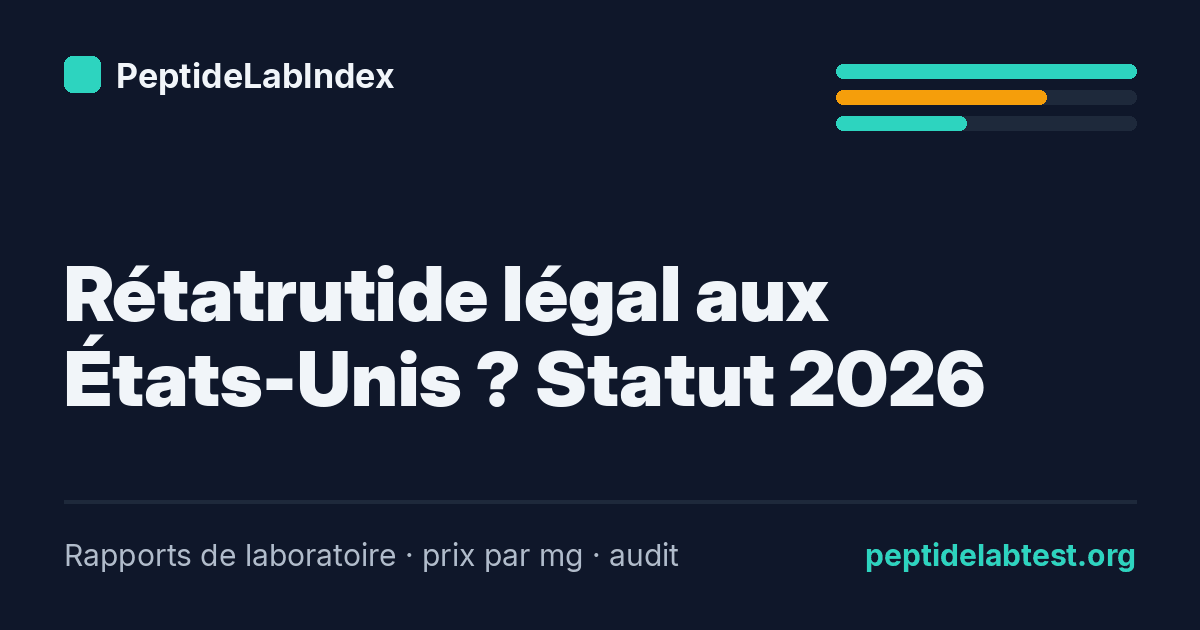 PeptideLabIndex
Rétatrutide légal aux
États-Unis ? Statut 2026
Rapports de laboratoire · prix par mg · audit
peptidelabtest.org